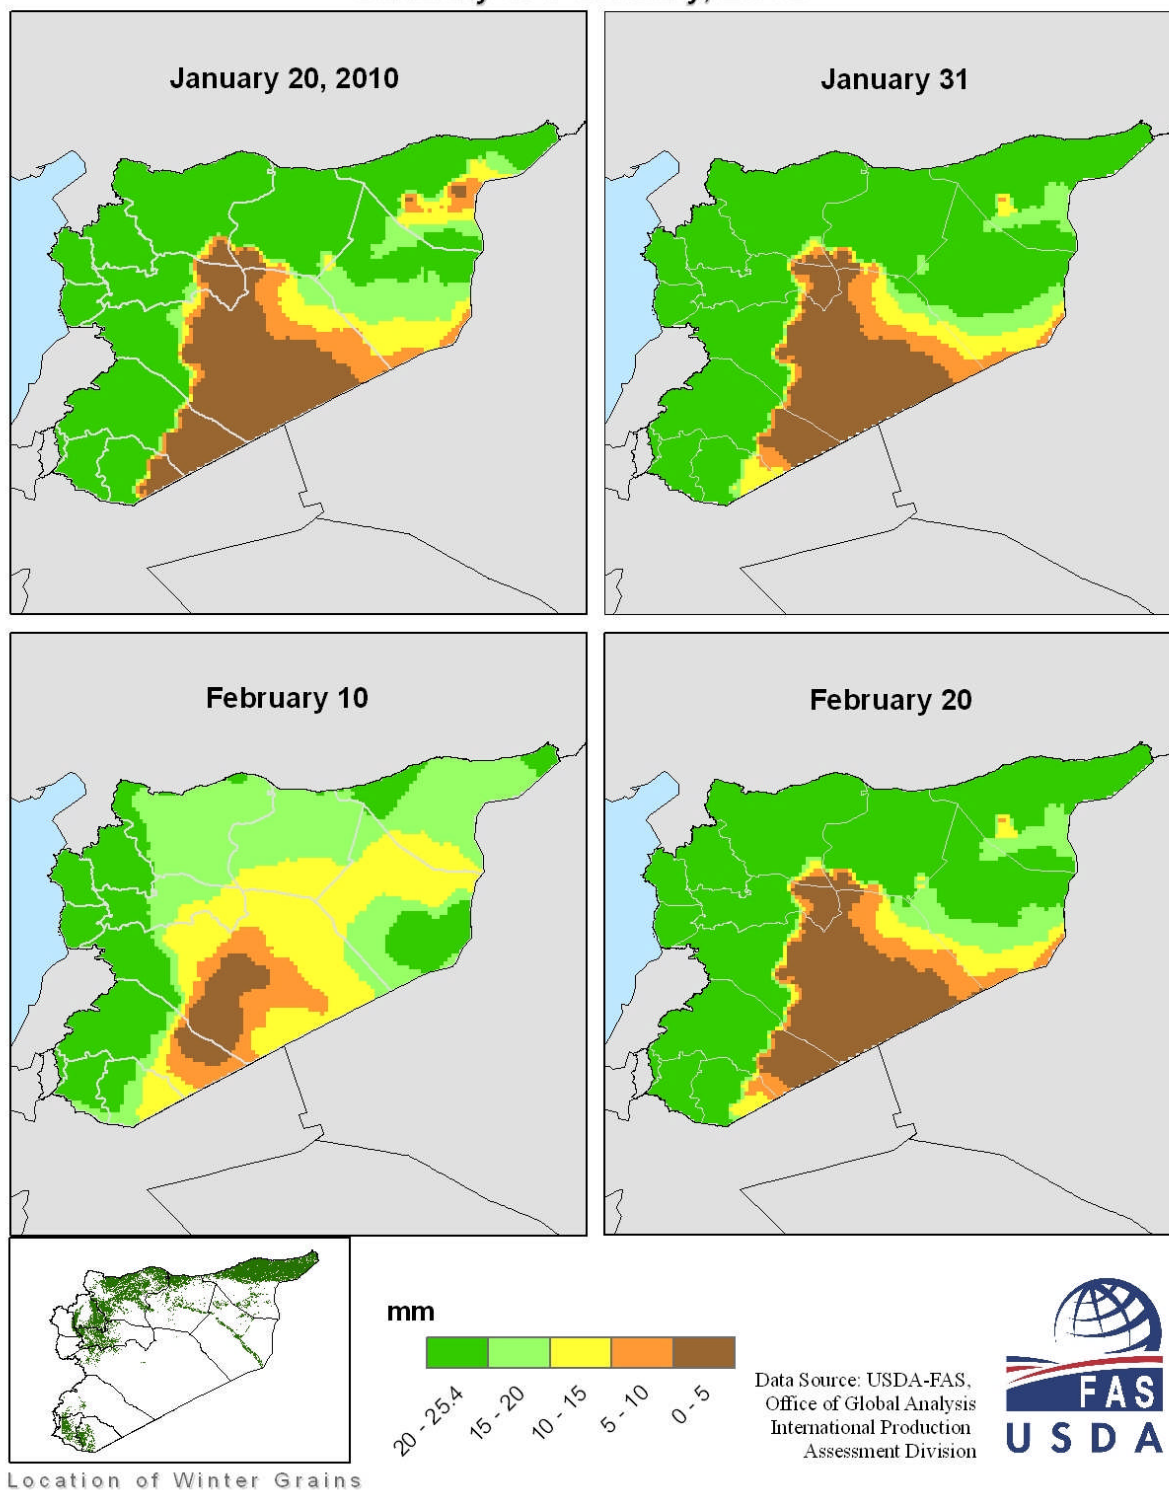 January 20, 2010
January 31
February 10
February 20
mm
20 - 25.4
15 - 20
10 - 15
5 - 10
0 - 5
Data Source: USDA-FAS,
Office of Global Analysis
International Production
Assessment Division
FAS
USDA
Location of Winter Grains